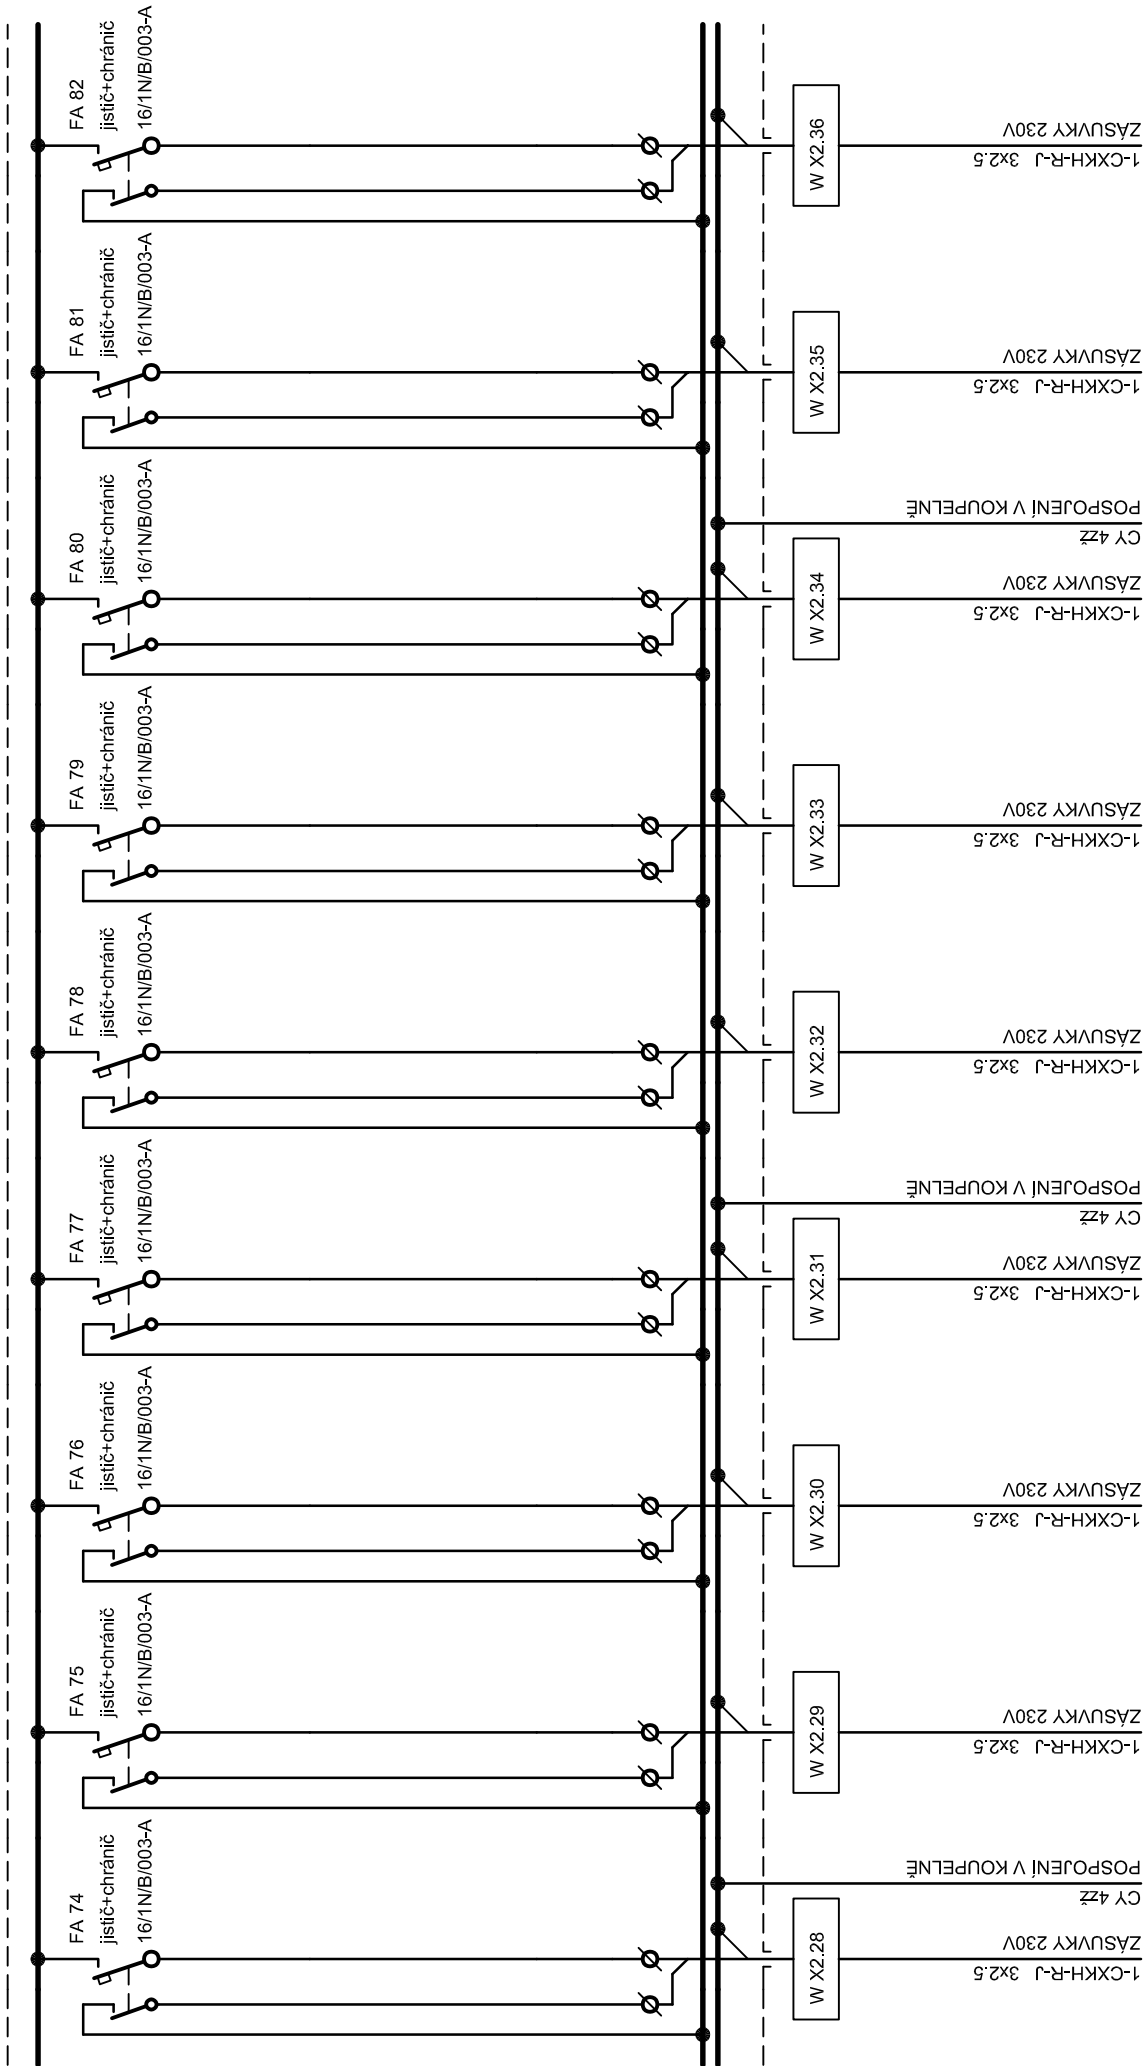 FA 74
jistič+chránič
16/1N/B/003-A
W X2.28
1-CXKH-R-J 3x2.5
ZÁSUVKY 230V
CY 4zž
POSPOJENÍ V KOUPELNĚ
FA 75
jistič+chránič
16/1N/B/003-A
W X2.29
1-CXKH-R-J 3x2.5
ZÁSUVKY 230V
FA 76
jistič+chránič
16/1N/B/003-A
W X2.30
1-CXKH-R-J 3x2.5
ZÁSUVKY 230V
FA 77
jistič+chránič
16/1N/B/003-A
W X2.31
1-CXKH-R-J 3x2.5
ZÁSUVKY 230V
CY 4zž
POSPOJENÍ V KOUPELNĚ
FA 78
jistič+chránič
16/1N/B/003-A
W X2.32
1-CXKH-R-J 3x2.5
ZÁSUVKY 230V
FA 79
jistič+chránič
16/1N/B/003-A
W X2.33
1-CXKH-R-J 3x2.5
ZÁSUVKY 230V
FA 80
jistič+chránič
16/1N/B/003-A
W X2.34
1-CXKH-R-J 3x2.5
ZÁSUVKY 230V
CY 4zž
POSPOJENÍ V KOUPELNĚ
FA 81
jistič+chránič
16/1N/B/003-A
W X2.35
1-CXKH-R-J 3x2.5
ZÁSUVKY 230V
FA 82
jistič+chránič
16/1N/B/003-A
W X2.36
1-CXKH-R-J 3x2.5
ZÁSUVKY 230V